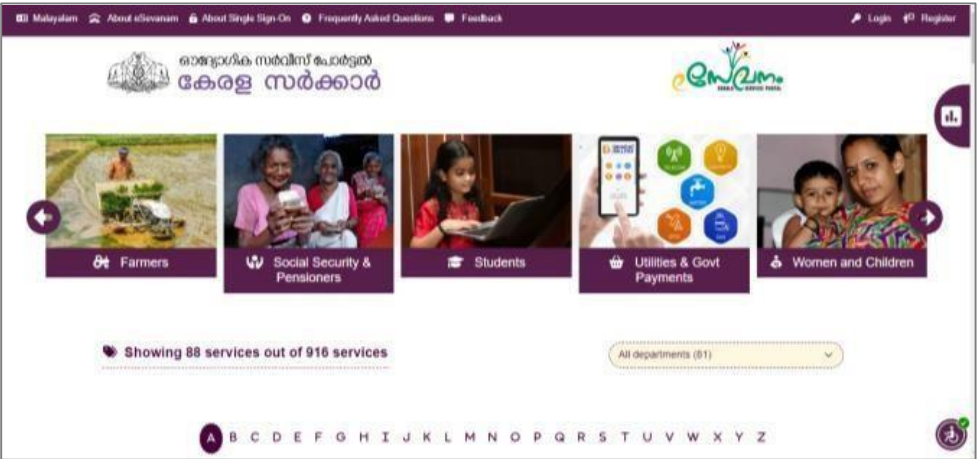 Malayalam About eSevanam About Single Sign-On Frequently Asked Questions Feedback Login Register
ഔദ്യോഗിക സർവീസ് പോർട്ടൽ
കേരള സർക്കാർ
eസേവനം
Farmers
Social Security &
Pensioners
Students
Utilities & Govt
Payments
Women and Children
Showing 88 services out of 916 services
All departments (81)
A B C D E F G H I J K L M N O P Q R S T U V W X Y Z